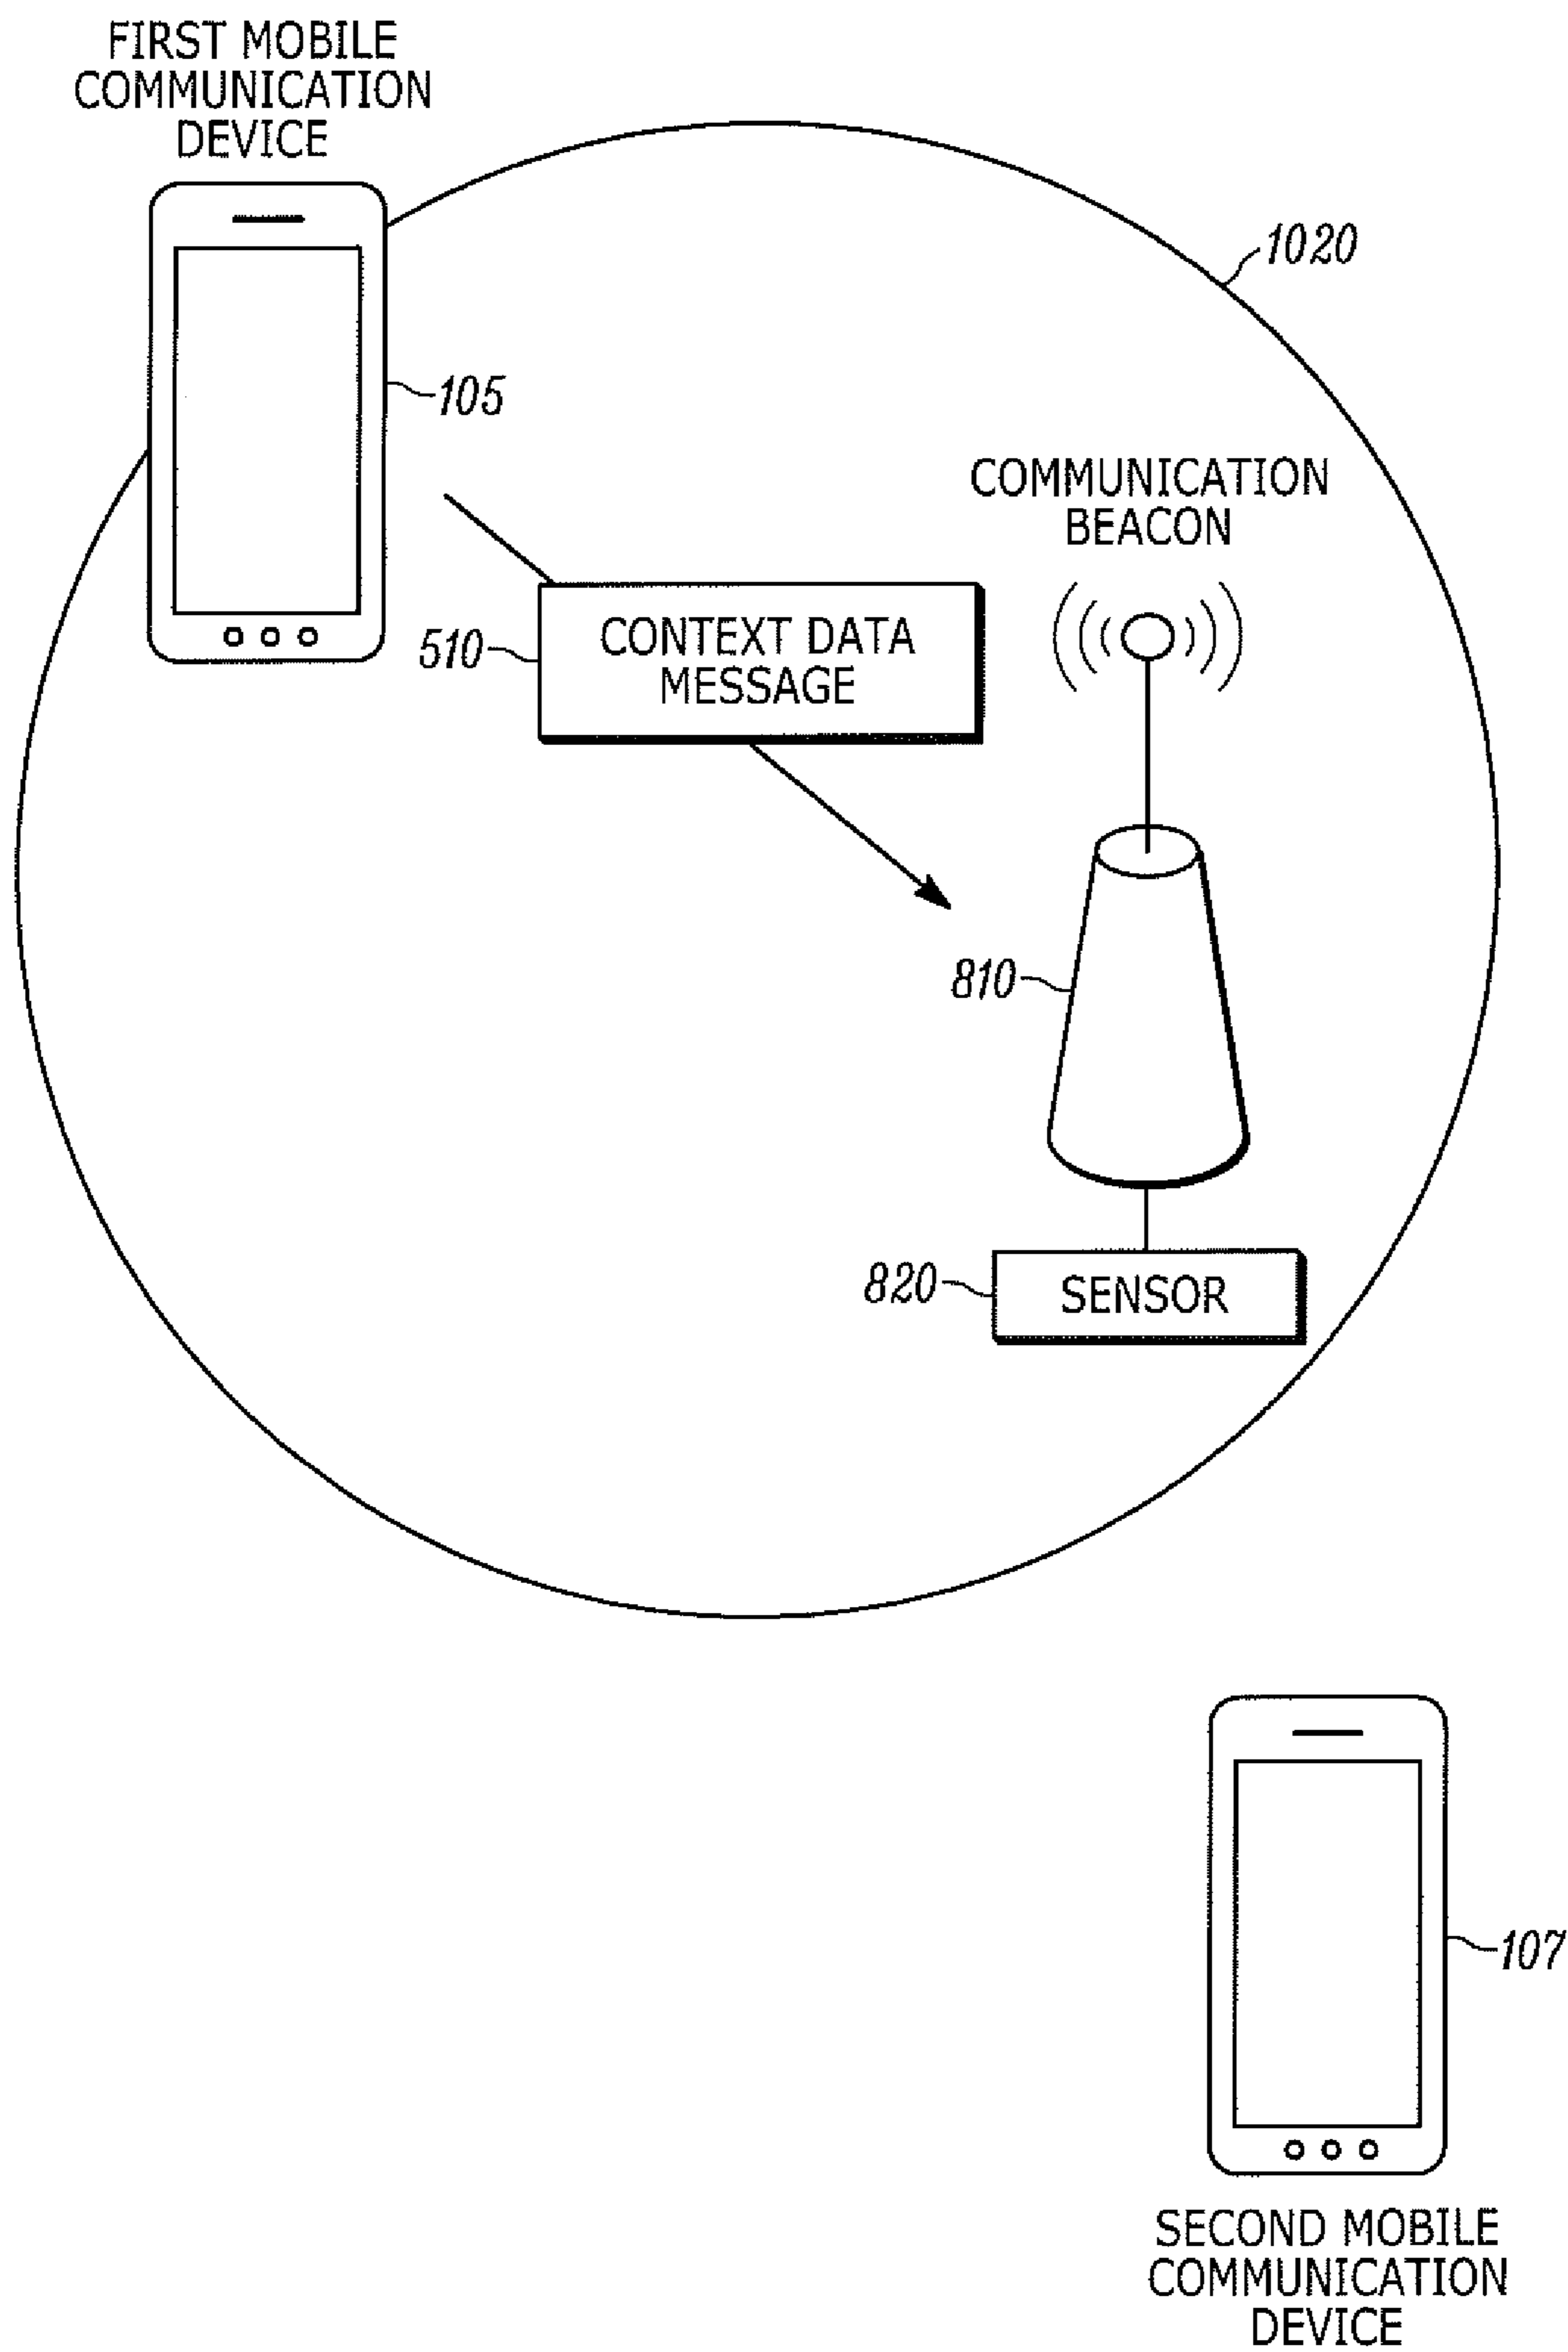 FIRST MOBILE
COMMUNICATION
DEVICE
1020
105
COMMUNICATION
BEACON
510
CONTEXT DATA
MESSAGE
810
820
SENSOR
107
SECOND MOBILE
COMMUNICATION
DEVICE